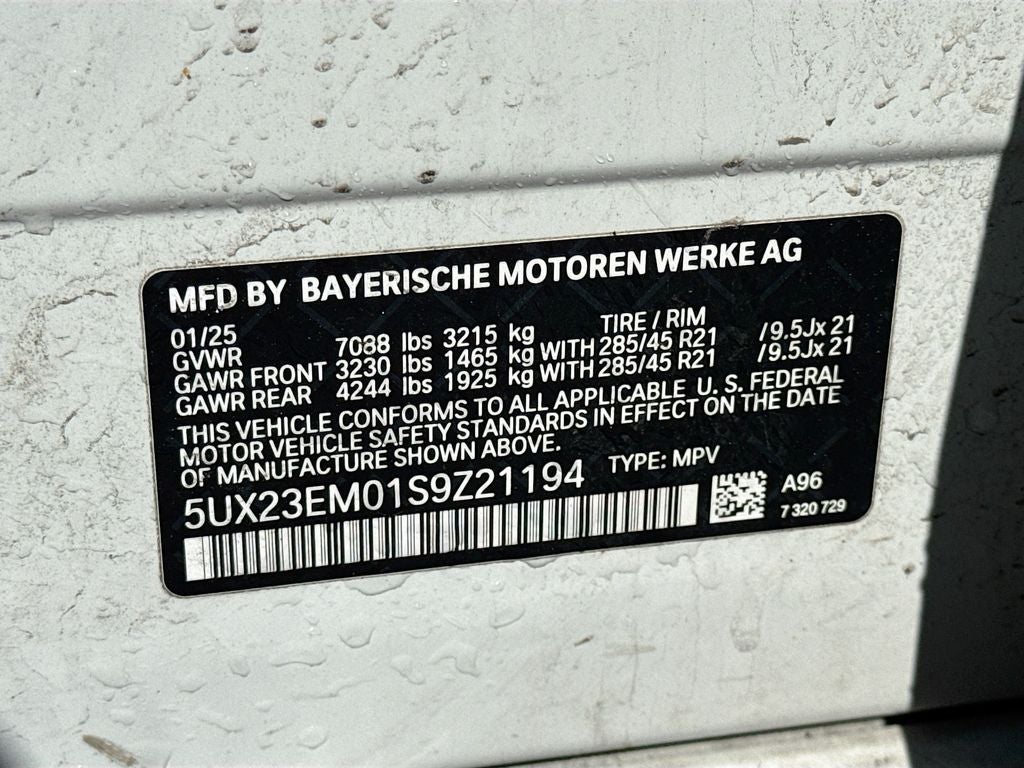 MFD BY BAYERISCHE MOTOREN WERKE AG
01/25 TIRE / RIM
GVWR 7088 lbs 3215 kg
GAWR FRONT 3230 lbs 1465 kg WITH 285/45 R21 /9.5Jx 21
GAWR REAR 4244 lbs 1925 kg WITH 285/45 R21 /9.5Jx 21
THIS VEHICLE CONFORMS TO ALL APPLICABLE U. S. FEDERAL
MOTOR VEHICLE SAFETY STANDARDS IN EFFECT ON THE DATE
OF MANUFACTURE SHOWN ABOVE.
5UX23EM01S9Z21194 TYPE: MPV
A96
7 320 729